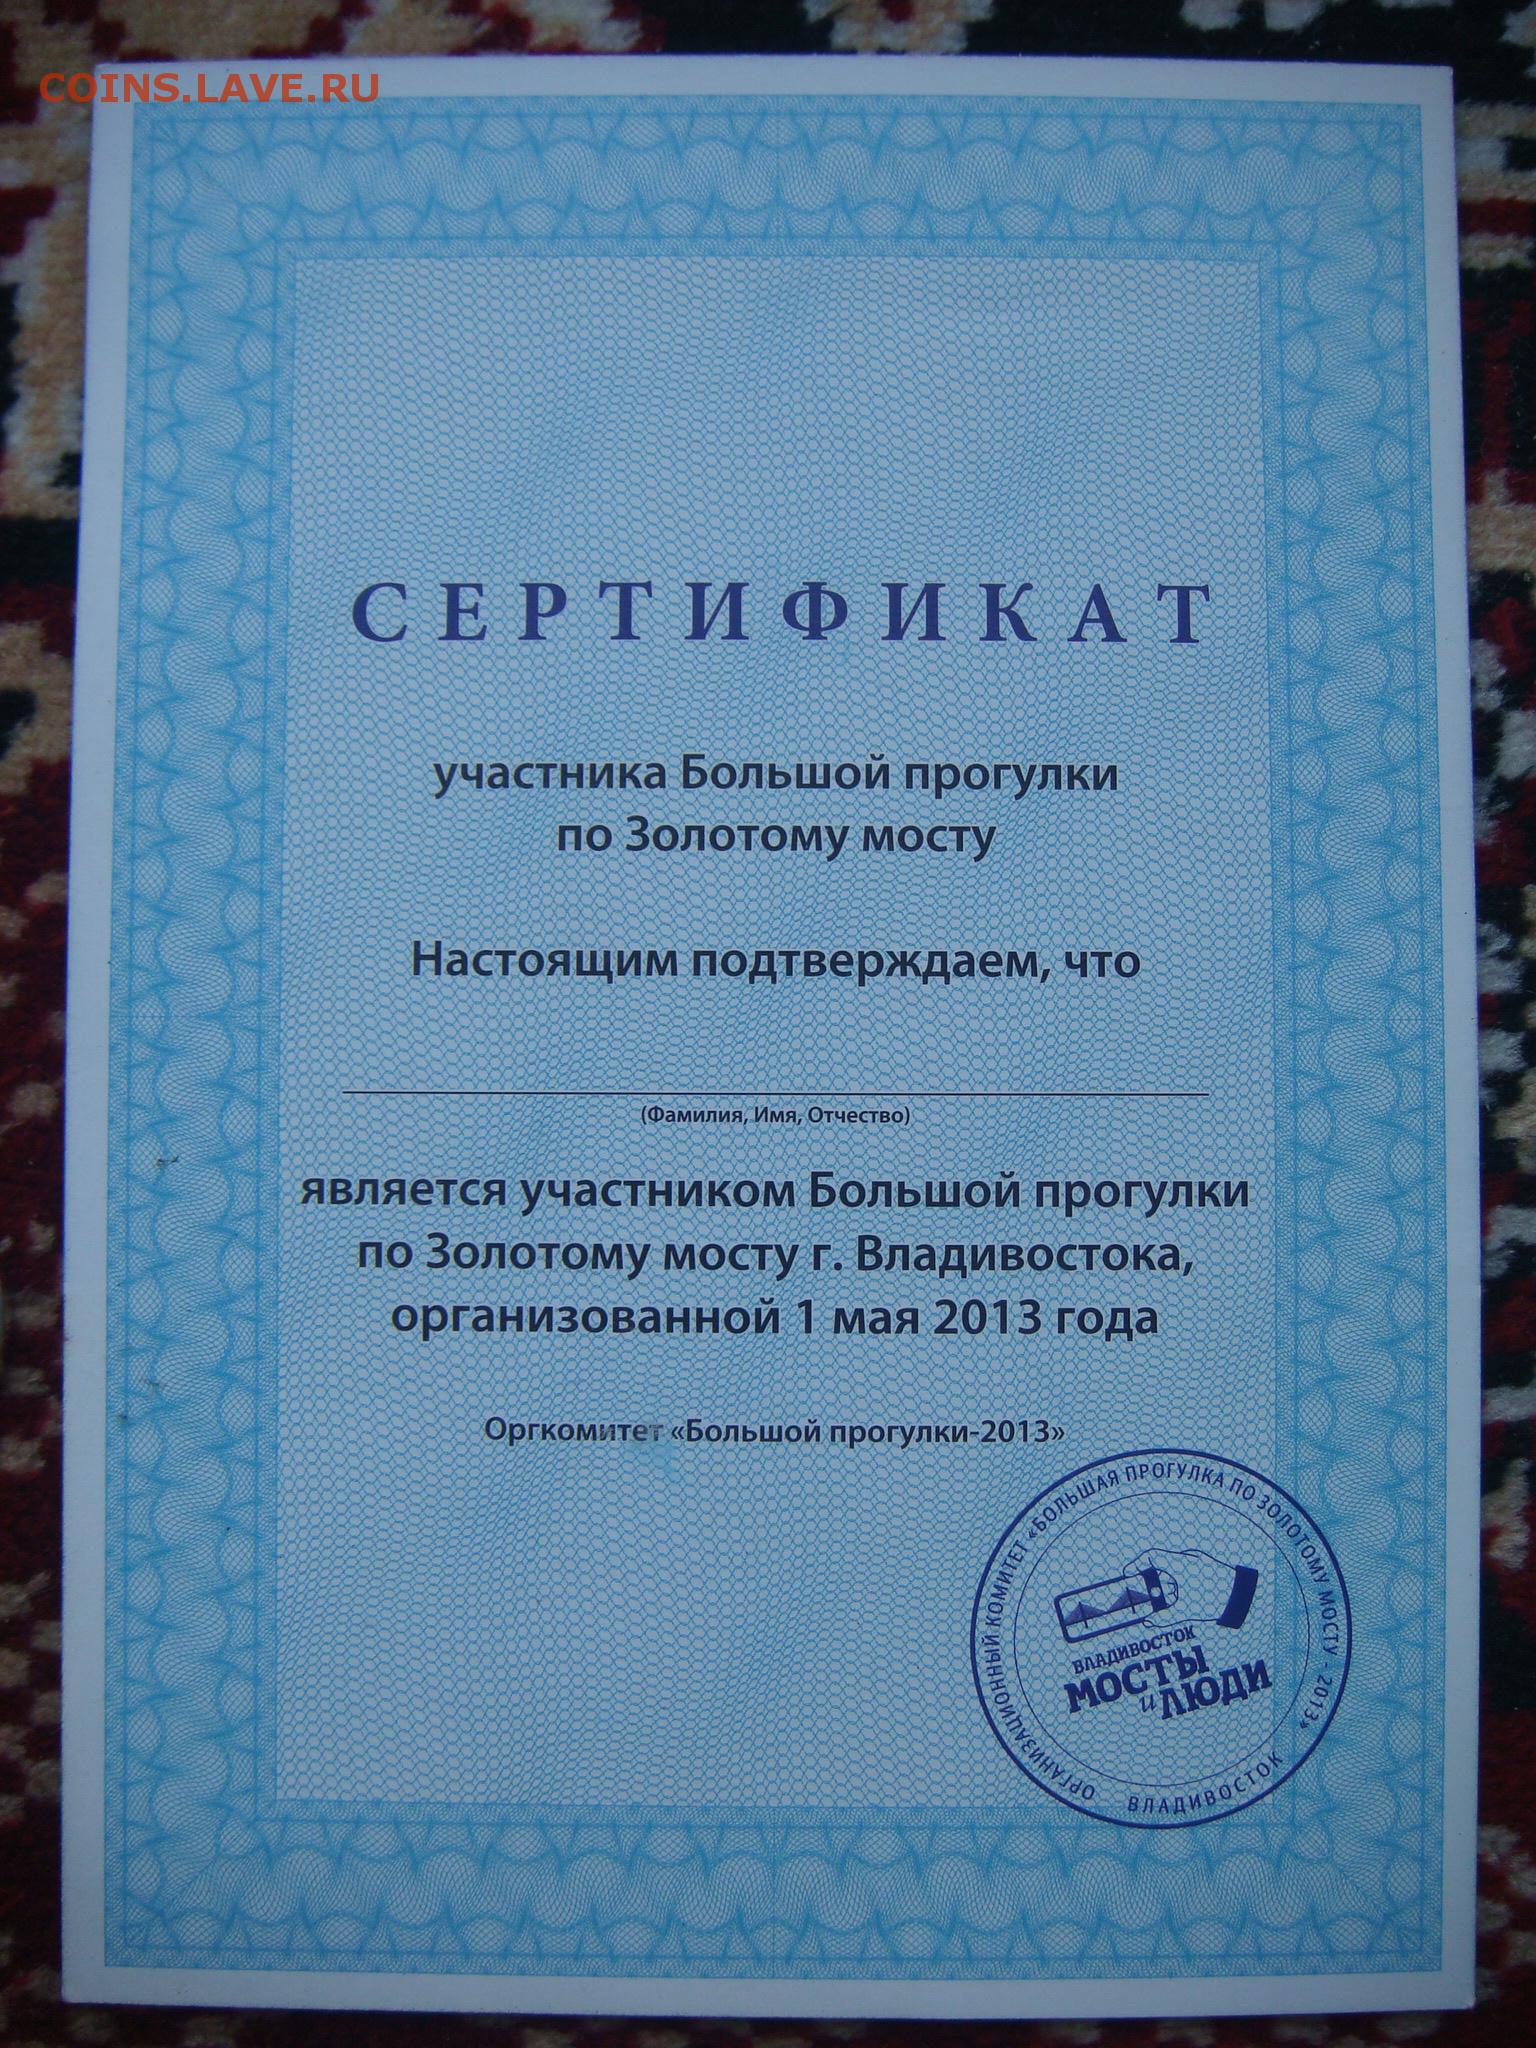 COINS.LAVE.RU
СЕРТИФИКАТ
участника Большой прогулки
по Золотому мосту
Настоящим подтверждаем, что
(Фамилия, Имя, Отчество)
является участником Большой прогулки
по Золотому мосту г. Владивостока,
организованной 1 мая 2013 года
Оргкомитет «Большой прогулки-2013»
ОРГАНИЗАЦИОННЫЙ КОМИТЕТ «БОЛЬШАЯ ПРОГУЛКА ПО ЗОЛОТОМУ МОСТУ - 2013»
ВЛАДИВОСТОК
МОСТЫ
и ЛЮДИ
ВЛАДИВОСТОК